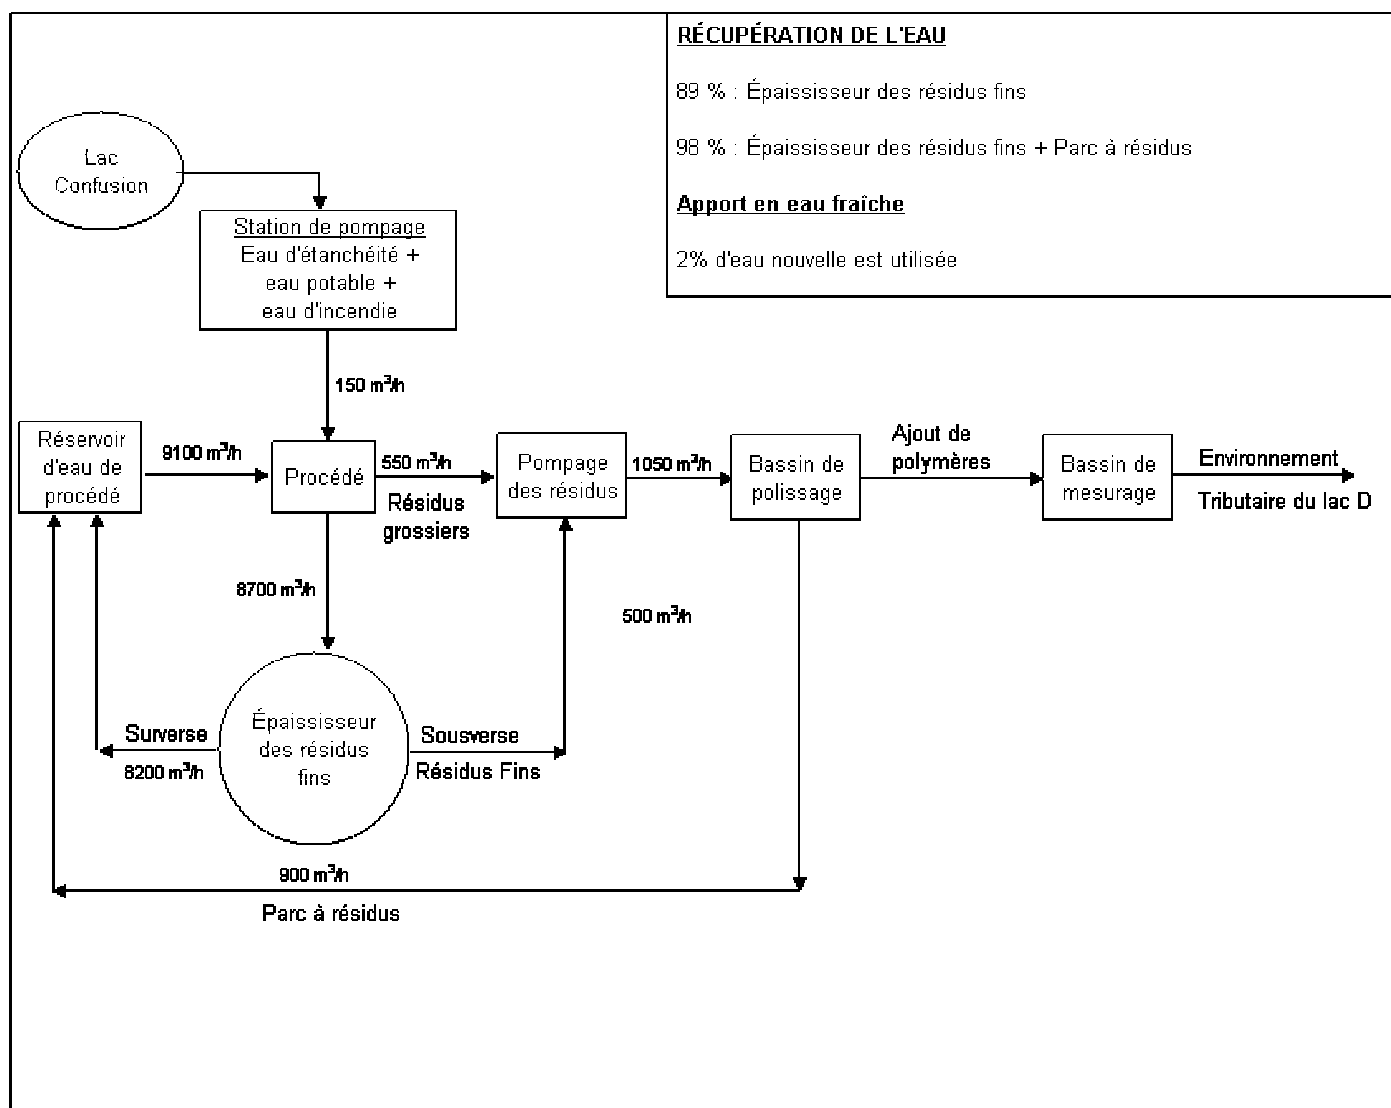 RÉCUPÉRATION DE L'EAU
89 % : Épaississeur des résidus fins
98 % : Épaississeur des résidus fins + Parc à résidus
Apport en eau fraîche
2% d'eau nouvelle est utilisée
Lac
Confusion
Station de pompage
Eau d'étanchéité +
eau potable +
eau d'incendie
150 m³/h
Réservoir
d'eau de
procédé
9100 m³/h
Procédé
550 m³/h
Résidus
grossiers
Pompage
des résidus
1050 m³/h
Bassin de
polissage
Ajout de
polymères
Bassin de
mesurage
Environnement
Tributaire du lac D
8700 m³/h
500 m³/h
Épaississeur
des résidus
fins
Surverse
8200 m³/h
Sousverse
Résidus Fins
900 m³/h
Parc à résidus